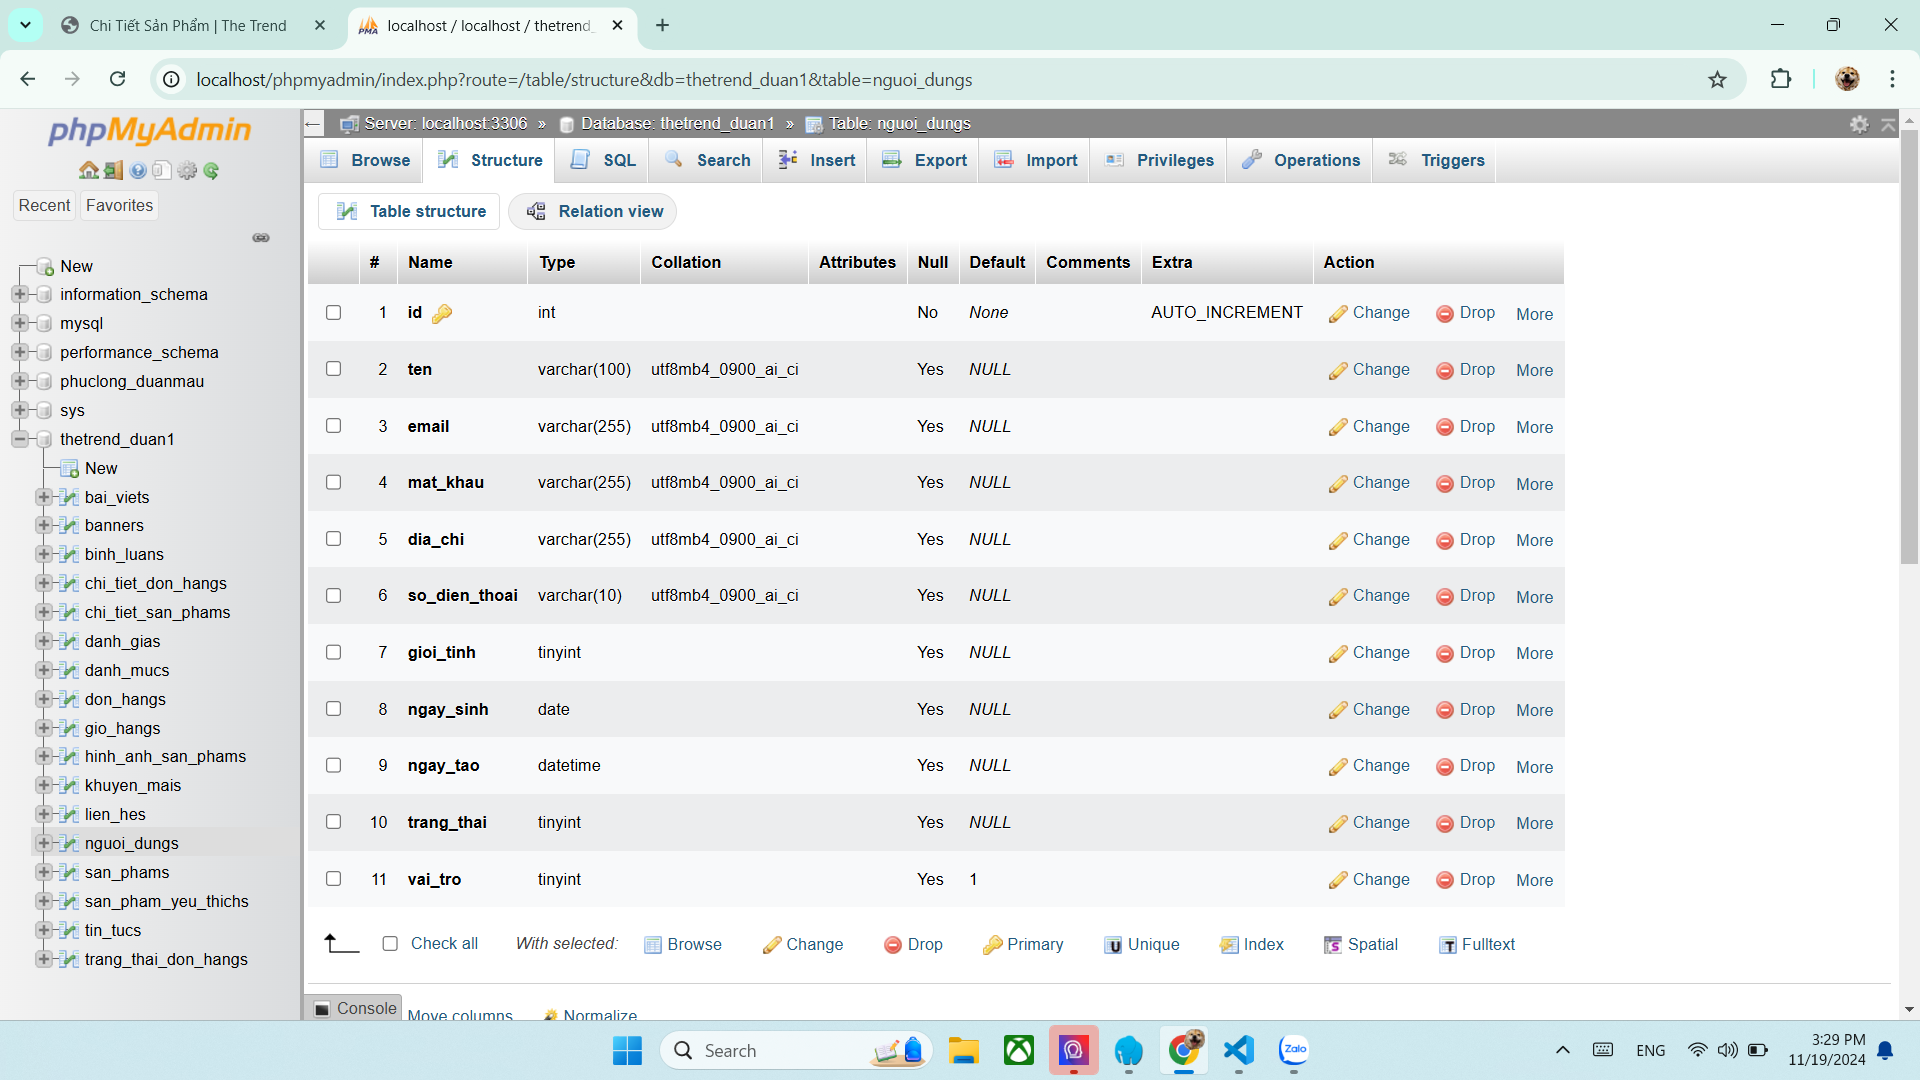 Chi Tiết Sản Phẩm | The Trend
localhost / localhost / thetrend_
localhost/phpmyadmin/index.php?route=/table/structure&db=thetrend_duan1&table=nguoi_dungs
phpMyAdmin
Recent Favorites
New
information_schema
mysql
performance_schema
phuclong_duanmau
sys
thetrend_duan1
New
bai_viets
banners
binh_luans
chi_tiet_don_hangs
chi_tiet_san_phams
danh_gias
danh_mucs
don_hangs
gio_hangs
hinh_anh_san_phams
khuyen_mais
lien_hes
nguoi_dungs
san_phams
san_pham_yeu_thichs
tin_tucs
trang_thai_don_hangs
Server: localhost:3306 » Database: thetrend_duan1 » Table: nguoi_dungs
Browse Structure SQL Search Insert Export Import Privileges Operations Triggers
Table structure Relation view
# Name Type Collation Attributes Null Default Comments Extra Action
1 id int No None AUTO_INCREMENT Change Drop More
2 ten varchar(100) utf8mb4_0900_ai_ci Yes NULL Change Drop More
3 email varchar(255) utf8mb4_0900_ai_ci Yes NULL Change Drop More
4 mat_khau varchar(255) utf8mb4_0900_ai_ci Yes NULL Change Drop More
5 dia_chi varchar(255) utf8mb4_0900_ai_ci Yes NULL Change Drop More
6 so_dien_thoai varchar(10) utf8mb4_0900_ai_ci Yes NULL Change Drop More
7 gioi_tinh tinyint Yes NULL Change Drop More
8 ngay_sinh date Yes NULL Change Drop More
9 ngay_tao datetime Yes NULL Change Drop More
10 trang_thai tinyint Yes NULL Change Drop More
11 vai_tro tinyint Yes 1 Change Drop More
Check all With selected: Browse Change Drop Primary Unique Index Spatial Fulltext
Console
Move columns Normalize
Search
Zalo
ENG
3:29 PM
11/19/2024